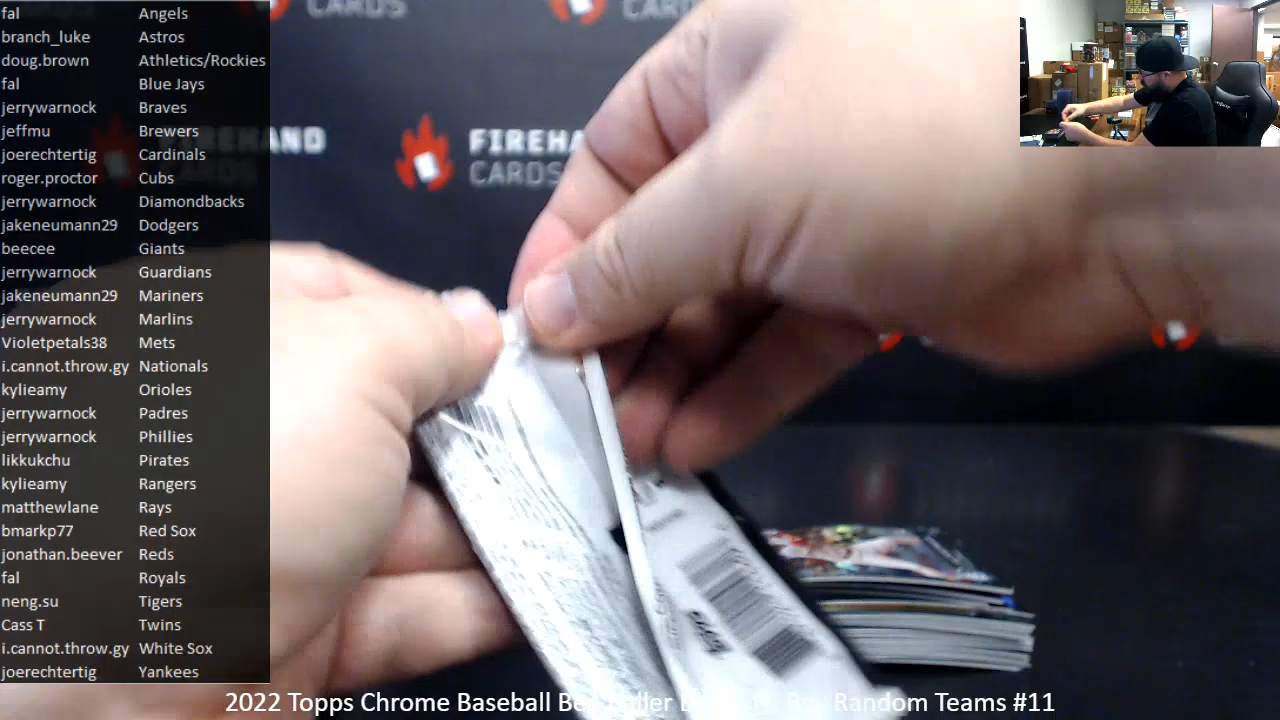 fal Angels
branch_luke Astros
doug.brown Athletics/Rockies
fal Blue Jays
jerrywarnock Braves
jeffmu Brewers
joerechtertig Cardinals
roger.proctor Cubs
jerrywarnock Diamondbacks
jakeneumann29 Dodgers
beecee Giants
jerrywarnock Guardians
jakeneumann29 Mariners
jerrywarnock Marlins
Violetpetals38 Mets
i.cannot.throw.gy Nationals
kylieamy Orioles
jerrywarnock Padres
jerrywarnock Phillies
likkukchu Pirates
kylieamy Rangers
matthewlane Rays
bmarkp77 Red Sox
jonathan.beever Reds
fal Royals
neng.su Tigers
Cass T Twins
i.cannot.throw.gy White Sox
joerechtertig Yankees
CARDS
CARDS
FIREHAND
CARDS
FIREHA
CARDS
2022 Topps Chrome Baseball Random Teams #11